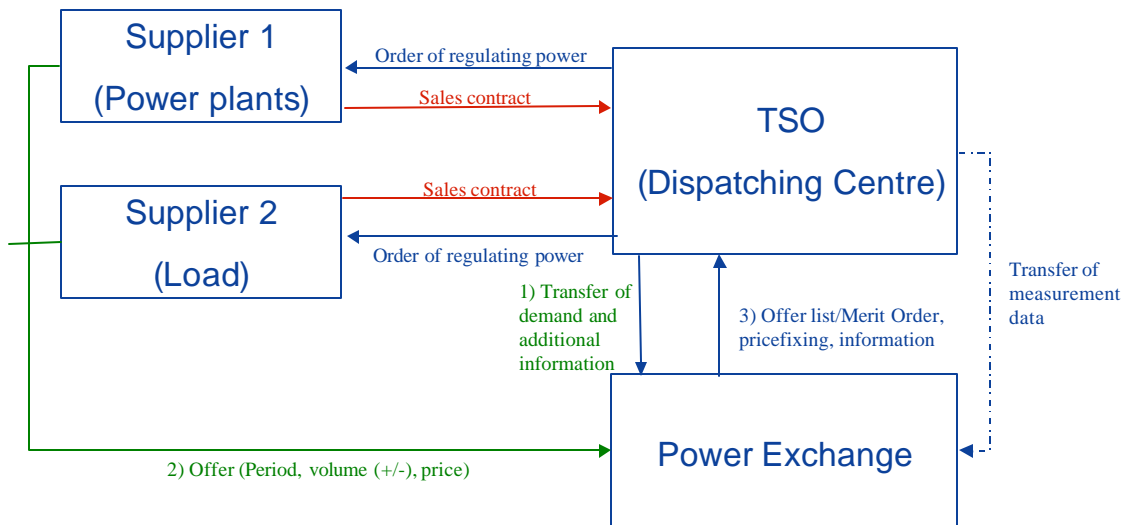 Supplier 1
(Power plants)
Order of regulating power
Sales contract
TSO
(Dispatching Centre)
Supplier 2
(Load)
Sales contract
Order of regulating power
1) Transfer of
demand and
additional
information
3) Offer list/Merit Order,
pricefixing, information
Transfer of
measurement
data
2) Offer (Period, volume (+/-), price)
Power Exchange